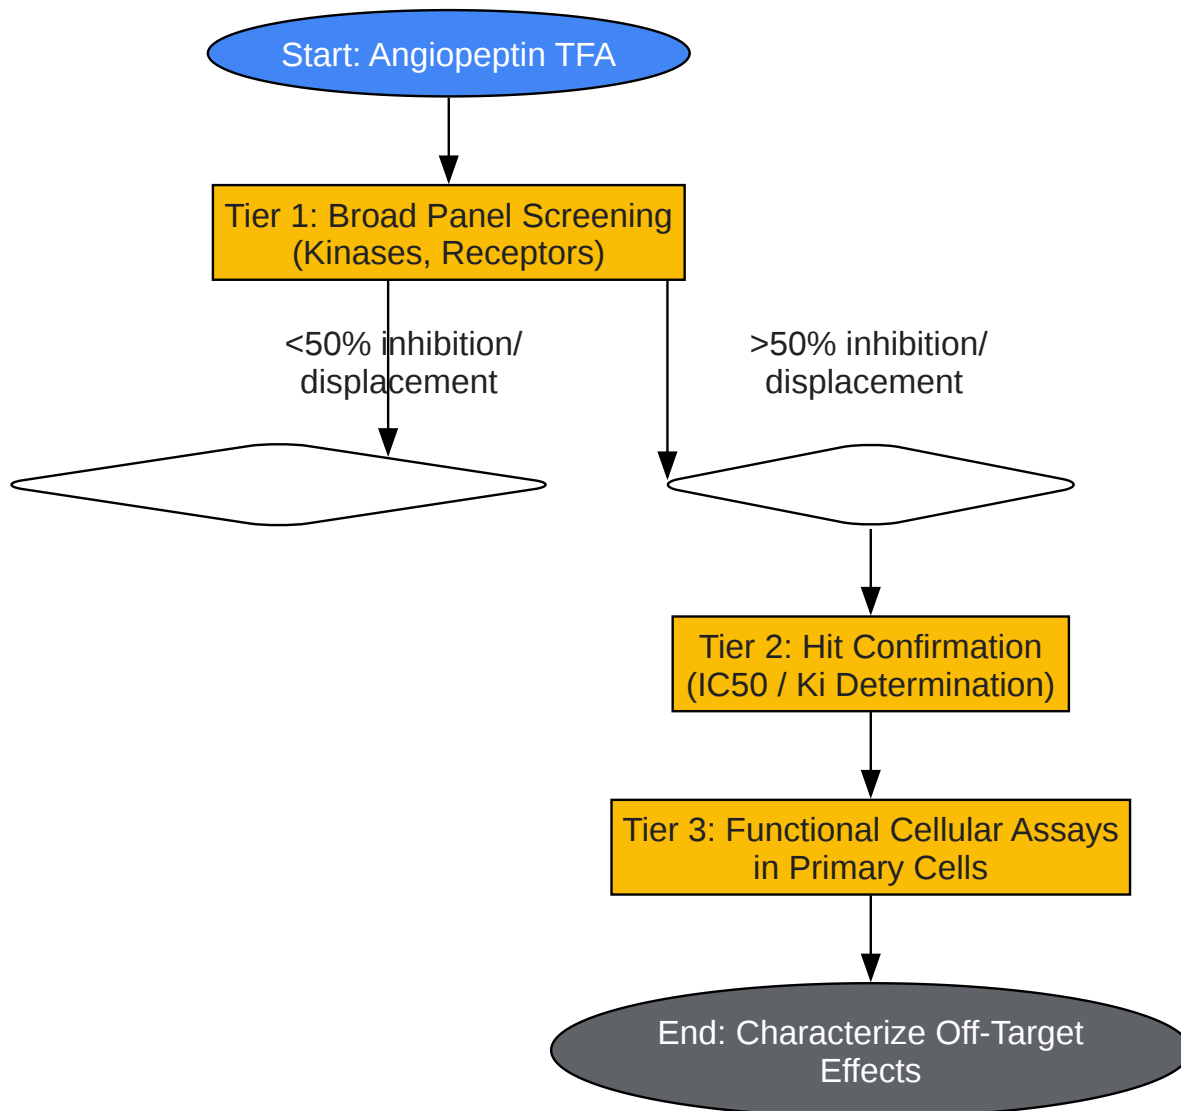 Start: Angiopeptin TFA
Tier 1: Broad Panel Screening
(Kinases, Receptors)
<50% inhibition/
displacement
>50% inhibition/
displacement
Tier 2: Hit Confirmation
(IC50 / Ki Determination)
Tier 3: Functional Cellular Assays
in Primary Cells
End: Characterize Off-Target
Effects